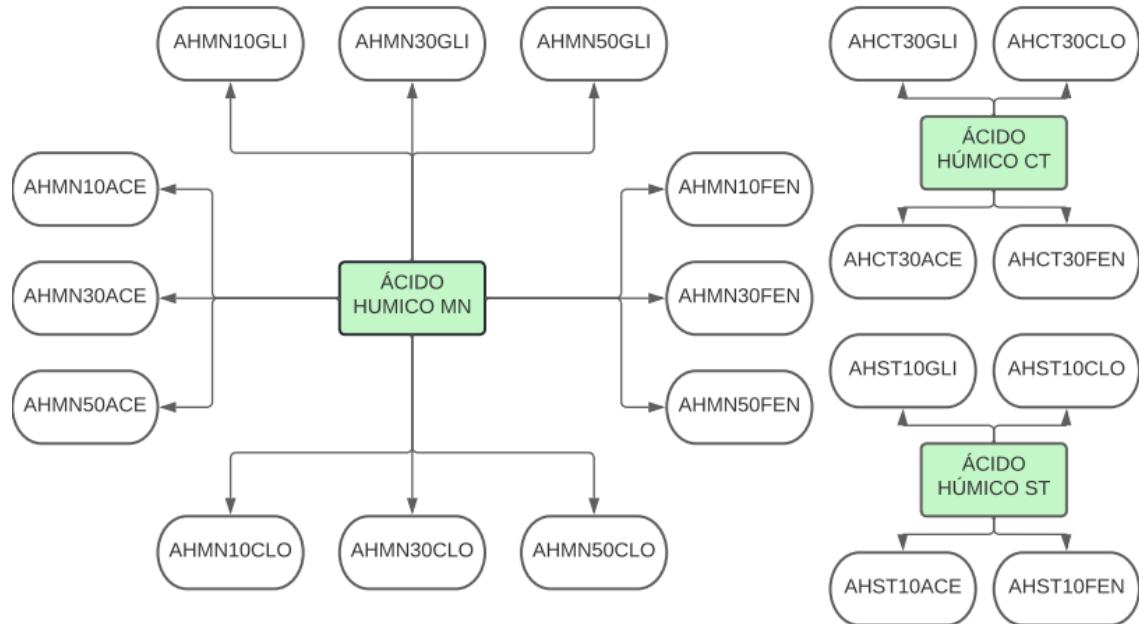 AHMN10GLI
AHMN30GLI
AHMN50GLI
AHMN10ACE
AHMN10FEN
ÁCIDO
HUMICO MN
AHMN30ACE
AHMN30FEN
AHMN50ACE
AHMN50FEN
AHMN10CLO
AHMN30CLO
AHMN50CLO
AHCT30GLI
AHCT30CLO
ÁCIDO
HÚMICO CT
AHCT30ACE
AHCT30FEN
AHST10GLI
AHST10CLO
ÁCIDO
HÚMICO ST
AHST10ACE
AHST10FEN